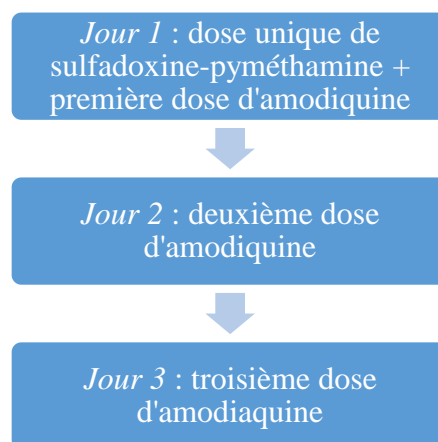 Jour 1 : dose unique de
sulfadoxine-pyméthamine +
première dose d'amodiquine
Jour 2 : deuxième dose
d'amodiquine
Jour 3 : troisième dose
d'amodiaquine